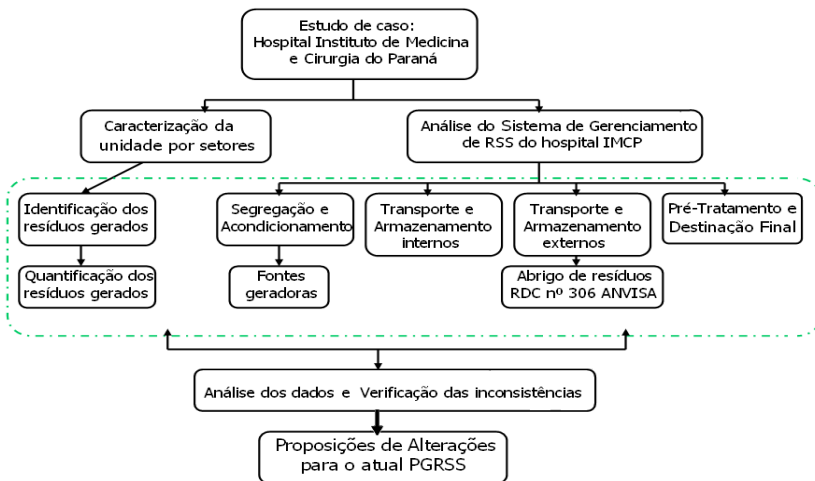 Estudo de caso:
Hospital Instituto de Medicina
e Cirurgia do Paraná
Caracterização da
unidade por setores
Análise do Sistema de Gerenciamento
de RSS do hospital IMCP
Identificação dos
resíduos gerados
Segregação e
Acondicionamento
Transporte e
Armazenamento
internos
Transporte e
Armazenamento
externos
Pré-Tratamento e
Destinação Final
Quantificação dos
resíduos gerados
Fontes
geradoras
Abrigo de resíduos
RDC nº 306 ANVISA
Análise dos dados e Verificação das inconsistências
Proposições de Alterações
para o atual PGRSS